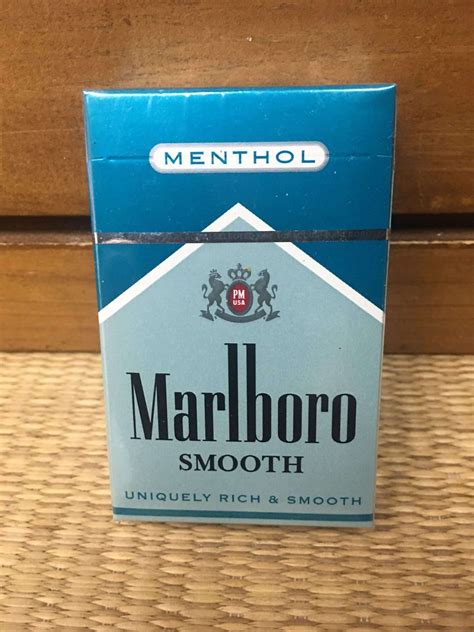 MENTHOL
PM
USA
Marlboro
SMOOTH
UNIQUELY RICH & SMOOTH